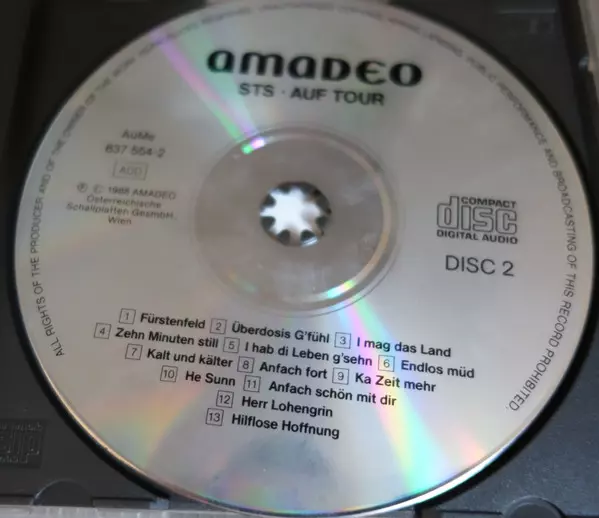 amadeo
STS · AUF TOUR
AuMe
837 554-2
ADD
Ⓟ © 1988 AMADEO
Österreichische
Schallplatten GesmbH,
Wien
COMPACT
disc
DIGITAL AUDIO
DISC 2
1 Fürstenfeld 2 Überdosis G'fühl 3 I mag das Land
4 Zehn Minuten still 5 I hab di Leben g'sehn 6 Endlos müd
7 Kalt und kälter 8 Anfach fort 9 Ka Zeit mehr
10 He Sunn 11 Anfach schön mit dir
12 Herr Lohengrin
13 Hilflose Hoffnung
ALL RIGHTS OF THE PRODUCER AND OF THE OWNER OF THE WORK REPRODUCED RESERVED. PUBLIC PERFORMANCE AND BROADCASTING OF THIS RECORD PROHIBITED.